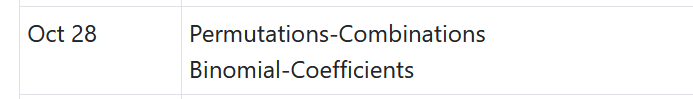 Oct 28
Permutations-Combinations
Binomial-Coefficients